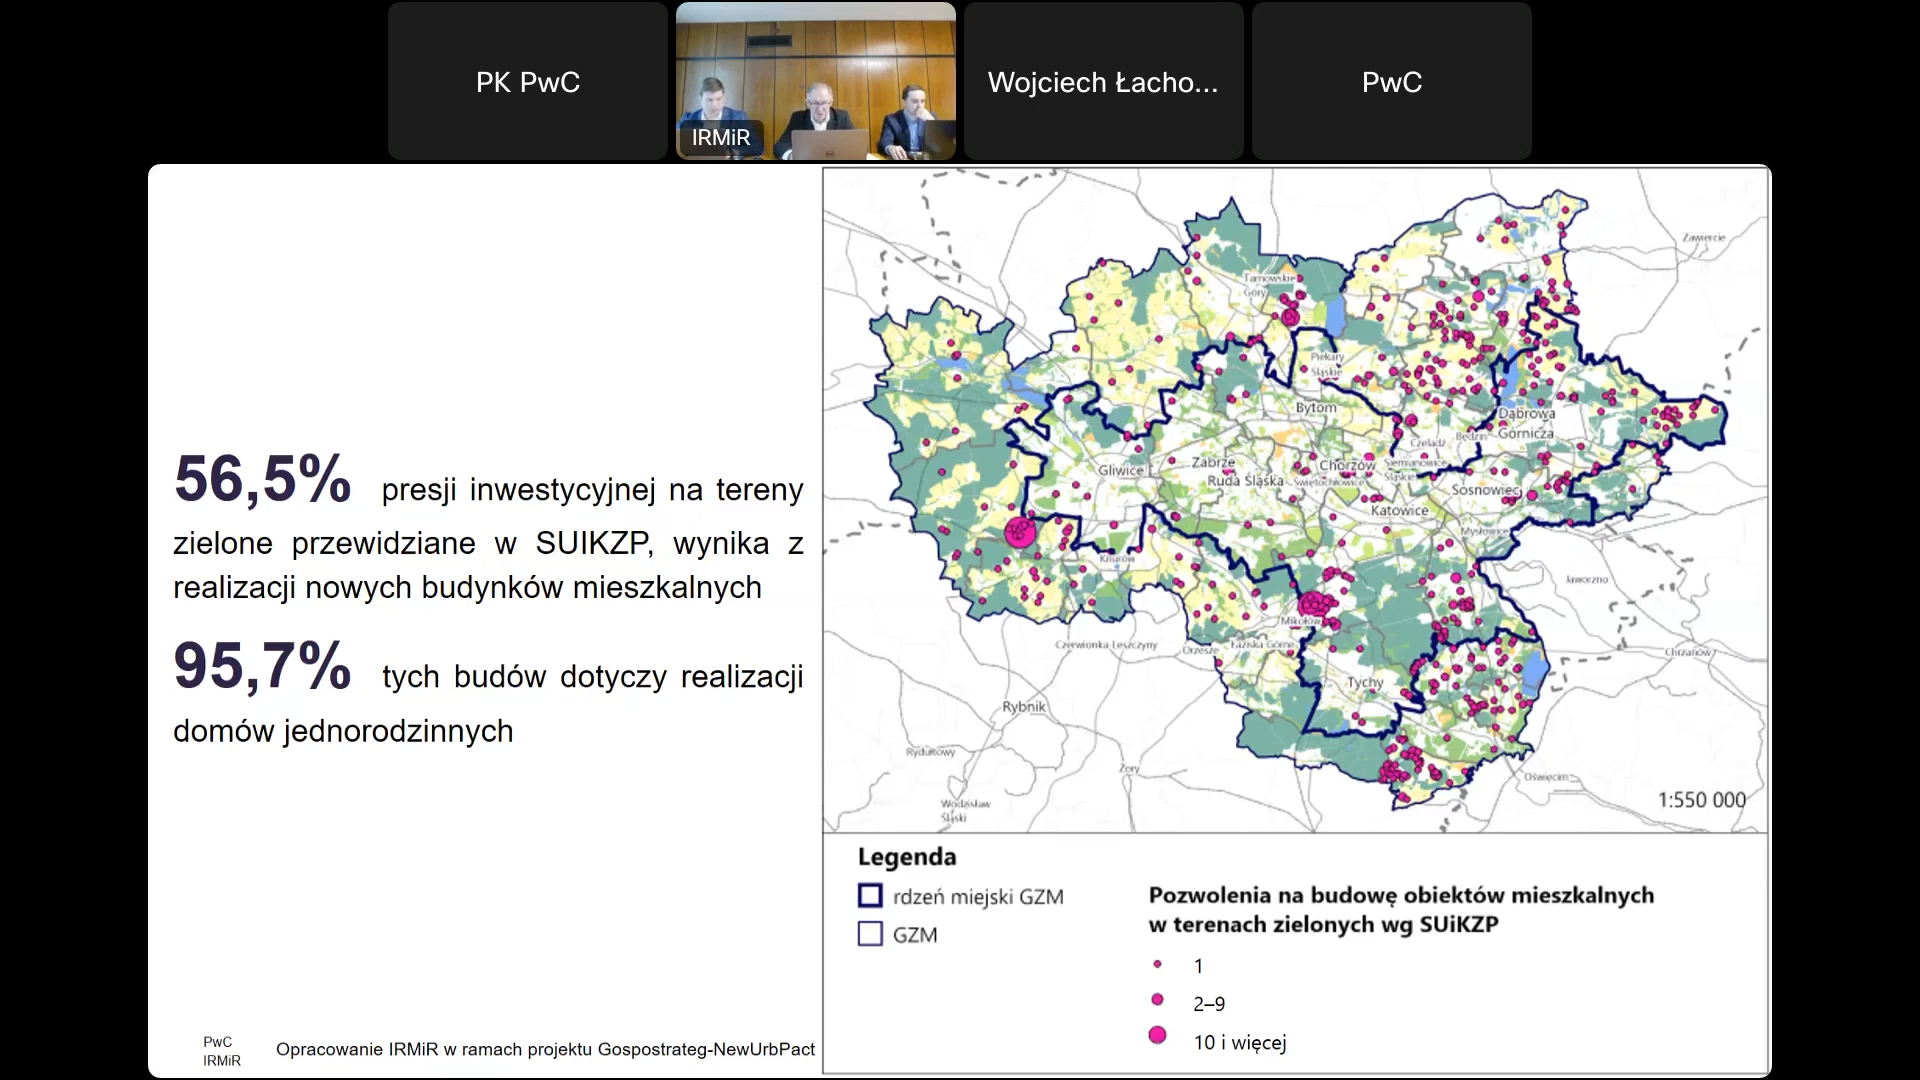 PK PwC
IRMiR
Wojciech Łacho...
PwC
56,5% presji inwestycyjnej na tereny
zielone przewidziane w SUIKZP, wynika z
realizacji nowych budynków mieszkalnych
95,7% tych budów dotyczy realizacji
domów jednorodzinnych
Zawiercie
Tarnowskie
Góry
Piekary
Śląskie
Bytom
Dąbrowa
Górnicza
Czeladź
Będzin
Gliwice
Zabrze
Chorzów
Siemianowice
Śląskie
Ruda Śląska
Świętochłowice
Sosnowiec
Katowice
Mysłowice
Knurów
Jaworzno
Mikołów
Czerwionka-Leszczyny
Orzesze
Łaziska Górne
Chrzanów
Tychy
Rybnik
Rydułtowy
Żory
Oświęcim
Wodzisław
Śląski
1:550 000
Legenda
rdzeń miejski GZM
GZM
Pozwolenia na budowę obiektów mieszkalnych
w terenach zielonych wg SUiKZP
1
2–9
10 i więcej
PwC
IRMiR
Opracowanie IRMiR w ramach projektu Gospostrateg-NewUrbPact